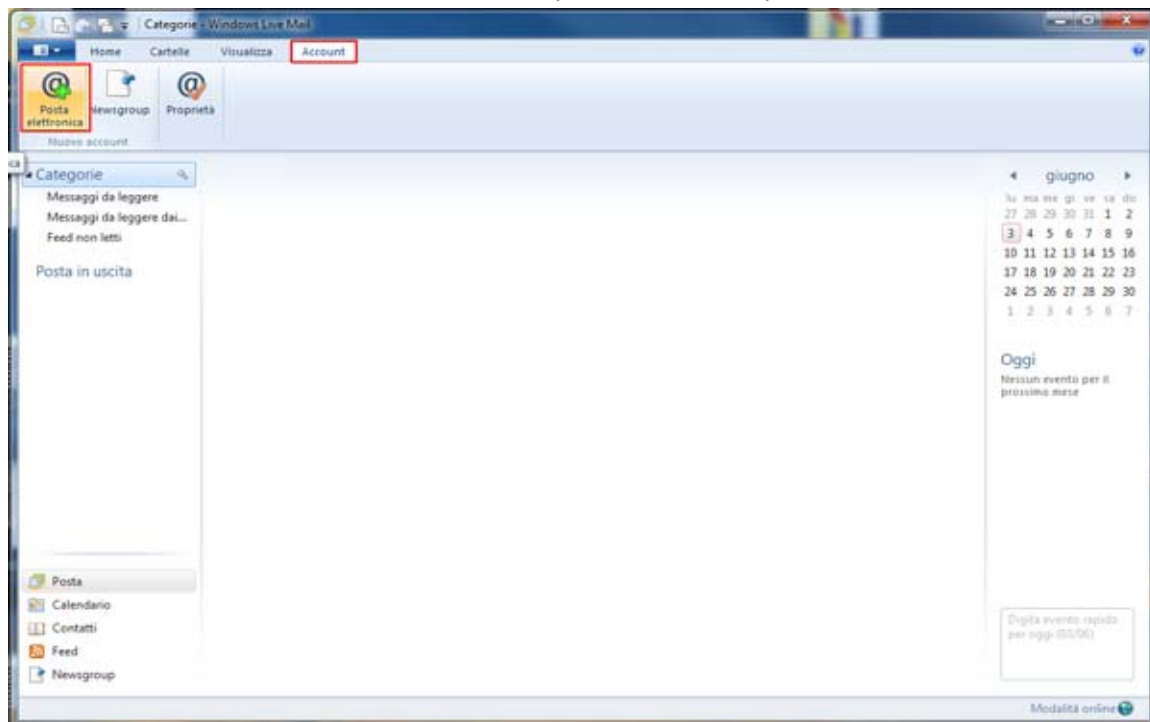 Categorie - Windows Live Mail
Home Cartelle Visualizza Account
Posta elettronica
Newsgroup
Proprietà
Nuovo account
Categorie
Messaggi da leggere
Messaggi da leggere dai...
Feed non letti
Posta in uscita
Posta
Calendario
Contatti
Feed
Newsgroup
giugno
lu ma me gi ve sa do
27 28 29 30 31 1 2
3 4 5 6 7 8 9
10 11 12 13 14 15 16
17 18 19 20 21 22 23
24 25 26 27 28 29 30
1 2 3 4 5 6 7
Oggi
Nessun evento per il
prossimo mese
Digita evento rapido
per oggi (03/06)
Modalità online